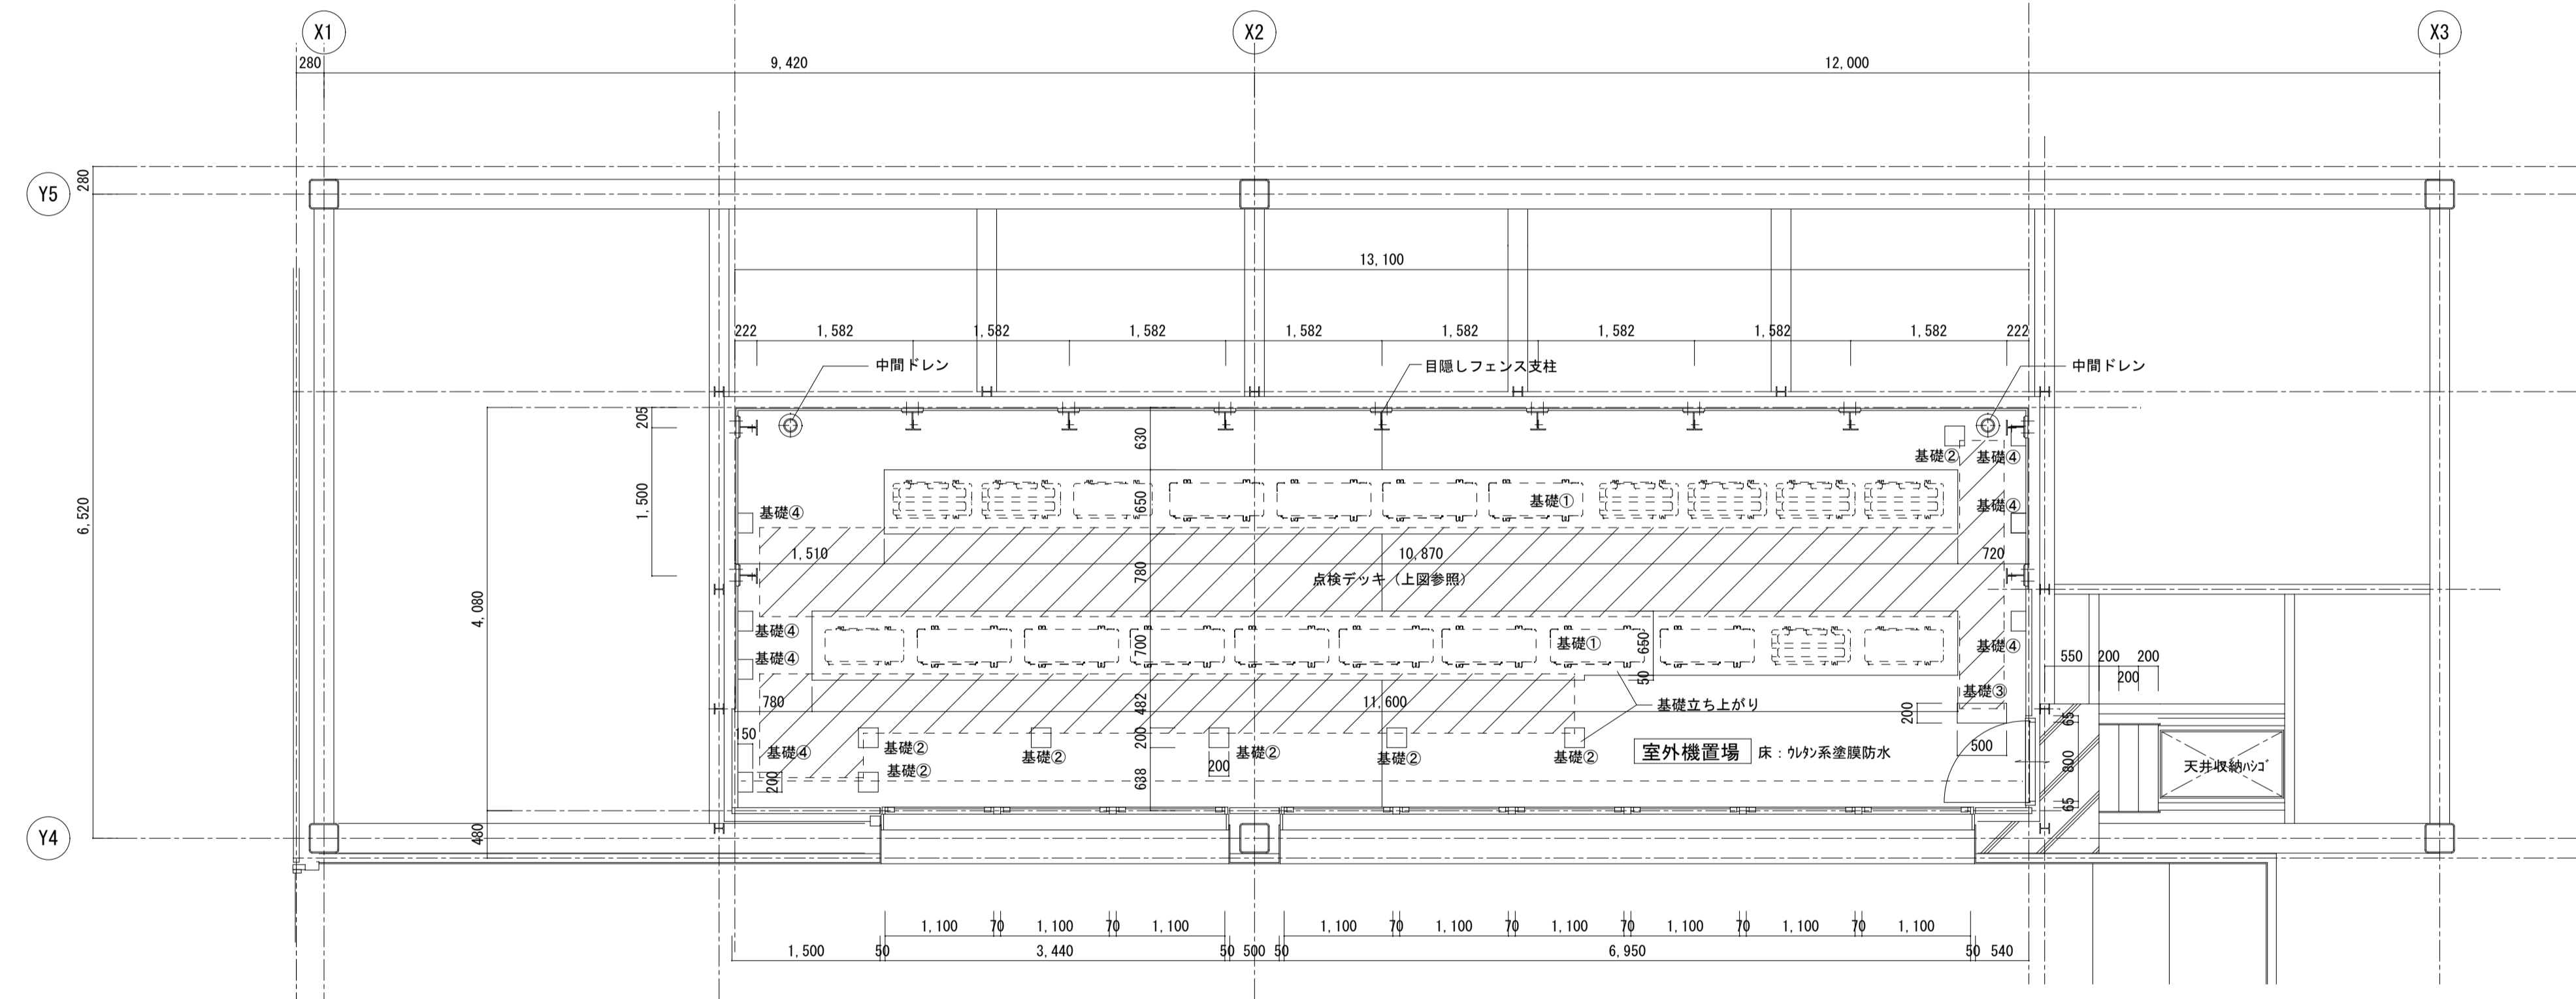 X1
X2
X3
280
9,420
12,000
Y5
280
13,100
222
1,582
1,582
1,582
1,582
1,582
1,582
1,582
1,582
222
中間ドレン
目隠しフェンス支柱
中間ドレン
205
630
基礎②
基礎④
1,500
650
基礎①
基礎④
基礎④
6,520
1,510
10,870
720
780
点検デッキ（上図参照）
4,080
基礎④
基礎④
700
基礎①
650
基礎④
50
550
200
200
200
780
11,600
482
基礎立ち上がり
基礎③
200
65
150
基礎④
基礎②
200
基礎②
基礎②
基礎②
基礎②
室外機置場
床：ウレタン系塗膜防水
500
800
基礎②
200
200
638
天井収納ハシゴ
65
Y4
480
1,100
70
1,100
70
1,100
1,100
70
1,100
70
1,100
70
1,100
70
1,100
70
1,100
1,500
50
3,440
50
500
50
6,950
50
540